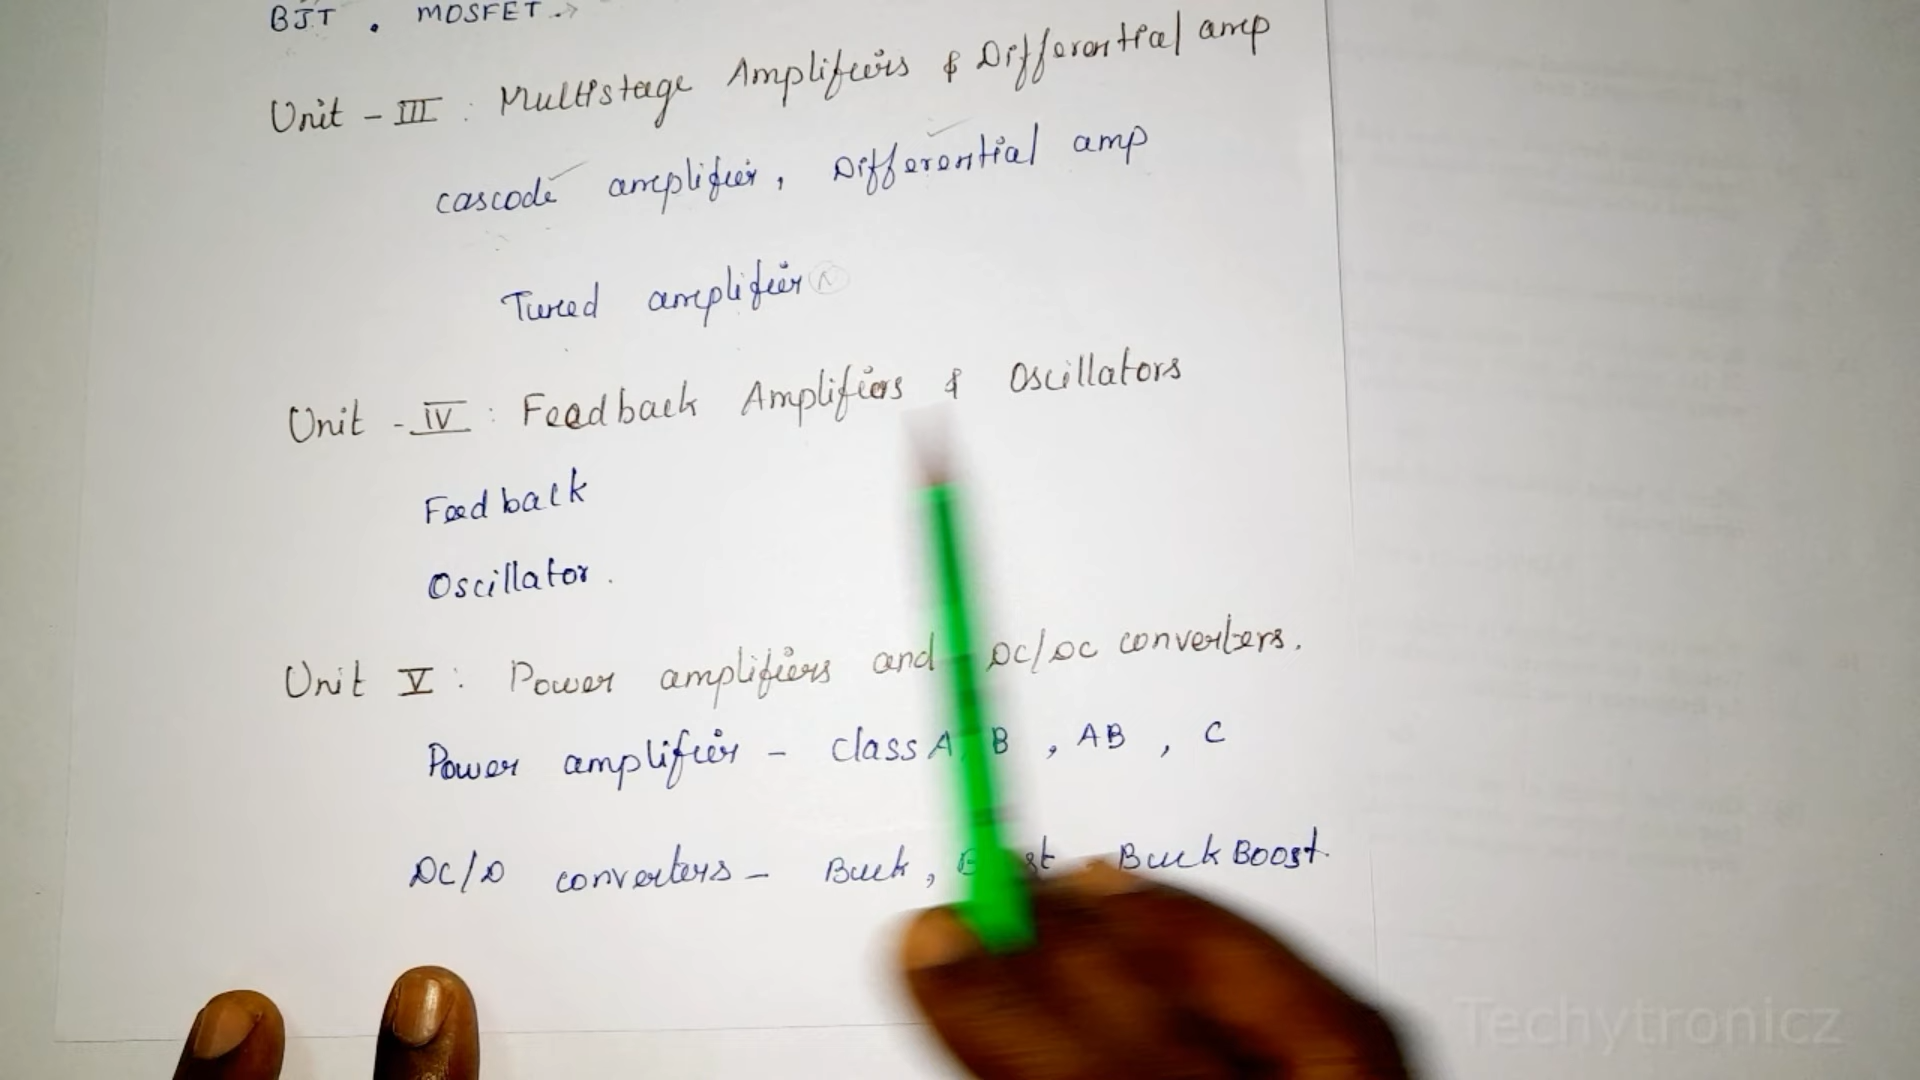 BJT . MOSFET →
Unit - III : Multistage Amplifiers & Differential amp
cascode amplifier, Differential amp
Tuned amplifier
Unit - IV : Feedback Amplifiers & Oscillators
Feedback
Oscillator.
Unit V : Power amplifiers and DC/DC converters.
Power amplifier - class A, B, AB, C
DC/D converters - Buck, Boost Buck Boost.
Techytronicz